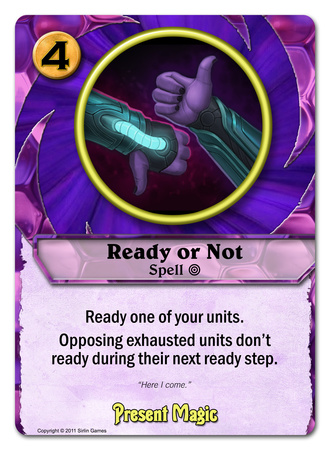 4
Ready or Not
Spell
Ready one of your units.
Opposing exhausted units don't
ready during their next ready step.
"Here I come."
Present Magic
Copyright © 2011 Sirlin Games